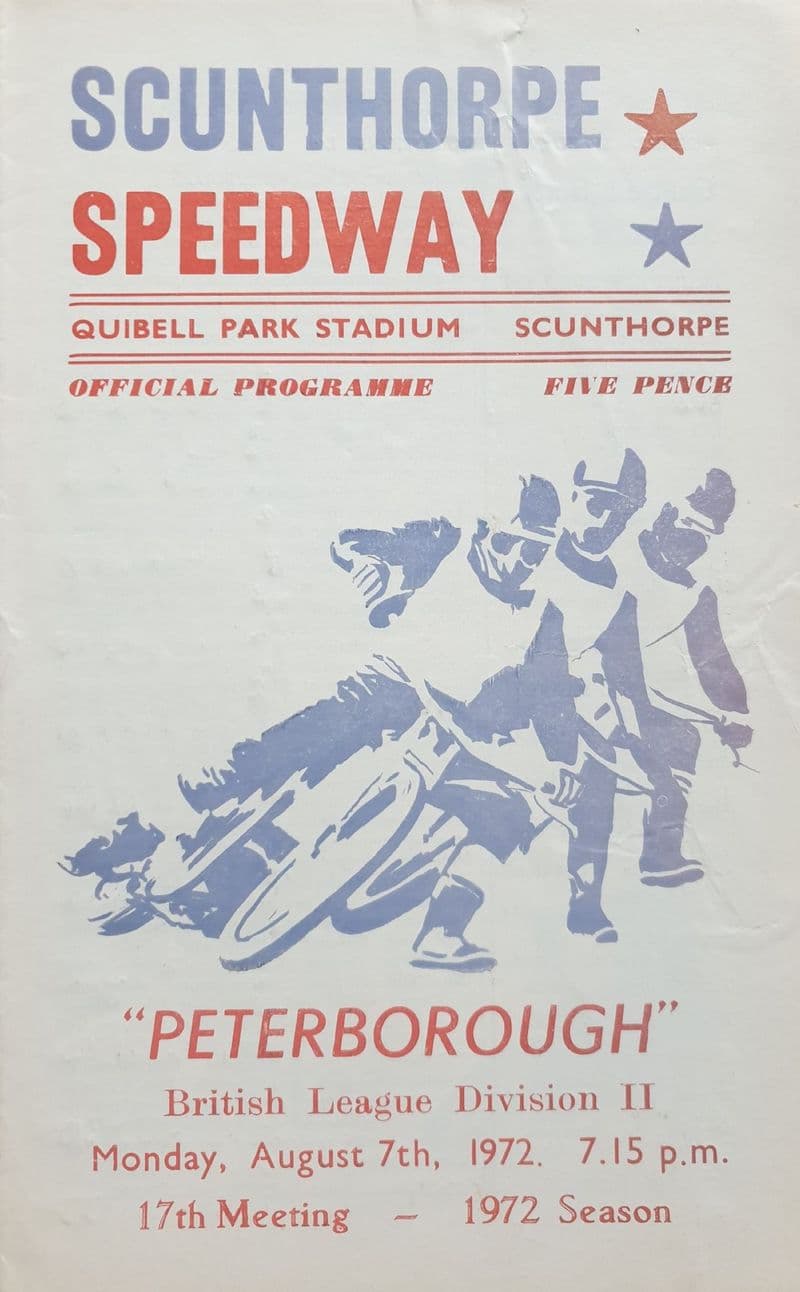 SCUNTHORPE
SPEEDWAY
QUIBELL PARK STADIUM SCUNTHORPE
OFFICIAL PROGRAMME FIVE PENCE
"PETERBOROUGH"
British League Division II
Monday, August 7th, 1972. 7.15 p.m.
17th Meeting – 1972 Season